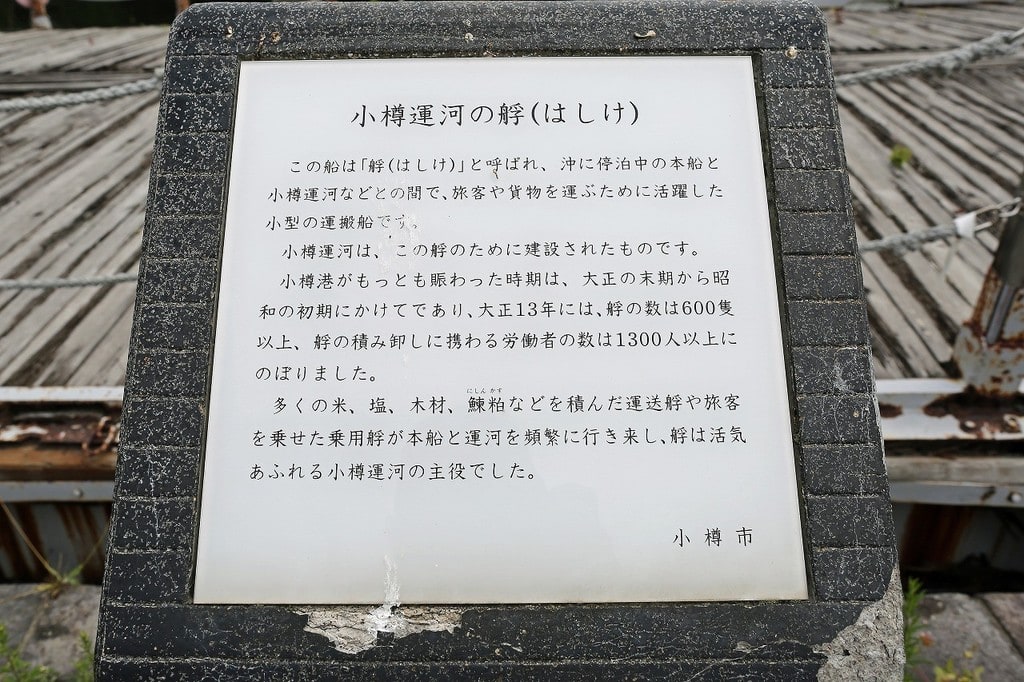 小樽運河の艀(はしけ)
この船は「艀(はしけ)」と呼ばれ、沖に停泊中の本船と
小樽運河などとの間で、旅客や貨物を運ぶために活躍した
小型の運搬船です。
小樽運河は、この艀のために建設されたものです。
小樽港がもっとも賑わった時期は、大正の末期から昭
和の初期にかけてであり、大正13年には、艀の数は600隻
以上、艀の積み卸しに携わる労働者の数は1300人以上に
のぼりました。
にしん かす
多くの米、塩、木材、鰊粕などを積んだ運送艀や旅客
を乗せた乗用艀が本船と運河を頻繁に行き来し、艀は活気
あふれる小樽運河の主役でした。
小樽市